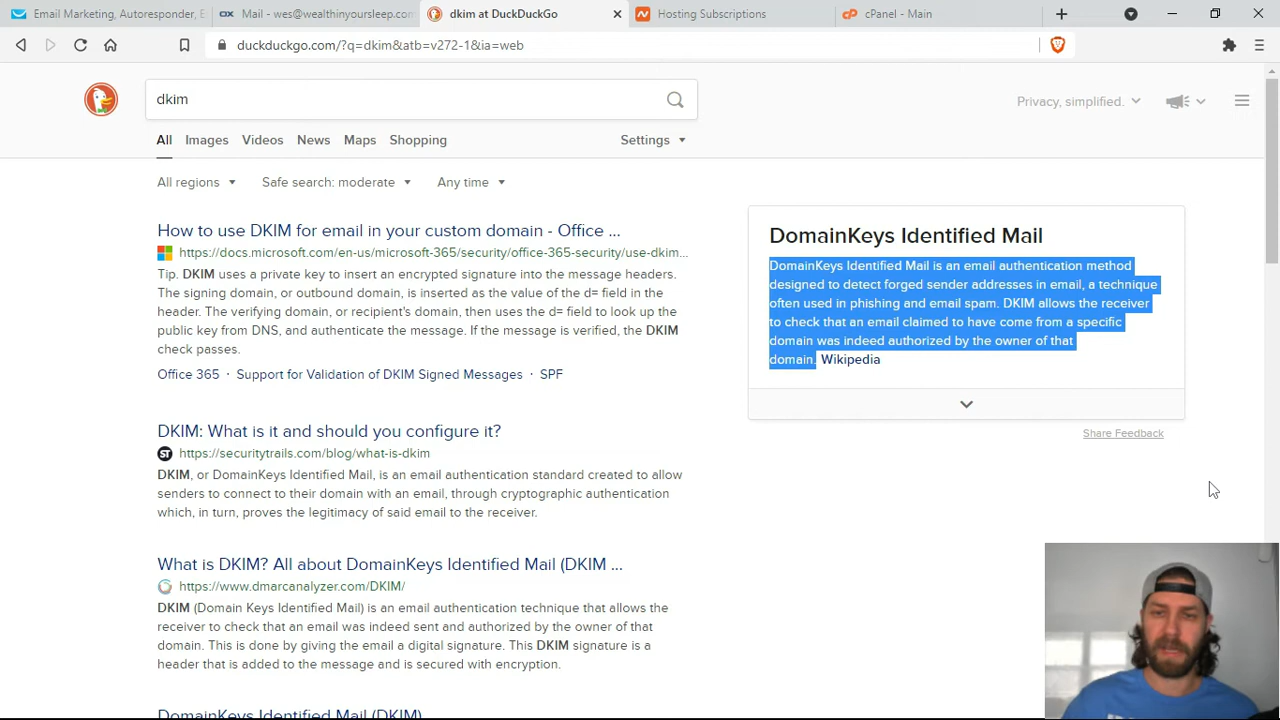 Email Marketing, Autoresponder, E
Mail - wes@wealthinyoursleep.con
dkim at DuckDuckGo
Hosting Subscriptions
cPanel - Main
duckduckgo.com/?q=dkim&atb=v272-1&ia=web
dkim
Privacy, simplified.
All Images Videos News Maps Shopping Settings
All regions Safe search: moderate Any time
How to use DKIM for email in your custom domain - Office ...
https://docs.microsoft.com/en-us/microsoft-365/security/office-365-security/use-dkim...
Tip. DKIM uses a private key to insert an encrypted signature into the message headers.
The signing domain, or outbound domain, is inserted as the value of the d= field in the
header. The verifying domain, or recipient's domain, then uses the d= field to look up the
public key from DNS, and authenticate the message. If the message is verified, the DKIM
check passes.
Office 365 · Support for Validation of DKIM Signed Messages · SPF
DKIM: What is it and should you configure it?
https://securitytrails.com/blog/what-is-dkim
DKIM, or DomainKeys Identified Mail, is an email authentication standard created to allow
senders to connect to their domain with an email, through cryptographic authentication
which, in turn, proves the legitimacy of said email to the receiver.
What is DKIM? All about DomainKeys Identified Mail (DKIM ...
https://www.dmarcanalyzer.com/DKIM/
DKIM (Domain Keys Identified Mail) is an email authentication technique that allows the
receiver to check that an email was indeed sent and authorized by the owner of that
domain. This is done by giving the email a digital signature. This DKIM signature is a
header that is added to the message and is secured with encryption.
DomainKeys Identified Mail (DKIM)
DomainKeys Identified Mail
DomainKeys Identified Mail is an email authentication method
designed to detect forged sender addresses in email, a technique
often used in phishing and email spam. DKIM allows the receiver
to check that an email claimed to have come from a specific
domain was indeed authorized by the owner of that
domain. Wikipedia
Share Feedback